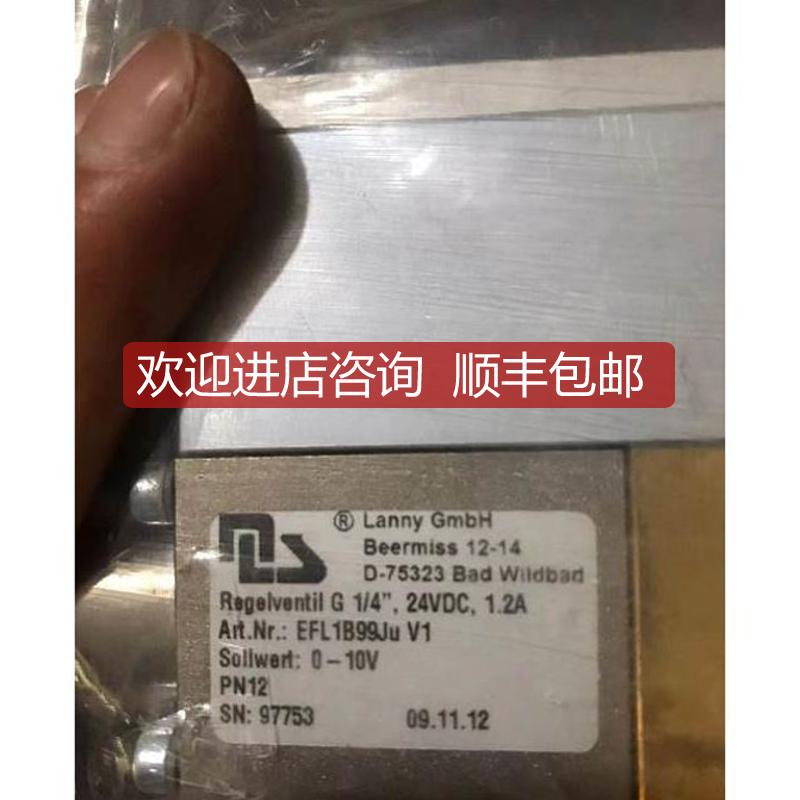 欢迎进店咨询 顺丰包邮
MLS ® Lanny GmbH
Beermiss 12-14
D-75323 Bad Wildbad
Regelventil G 1/4", 24VDC, 1.2A
Art.Nr.: EFL1B99Ju V1
Sollwert: 0-10V
PN12
SN: 97753 09.11.12